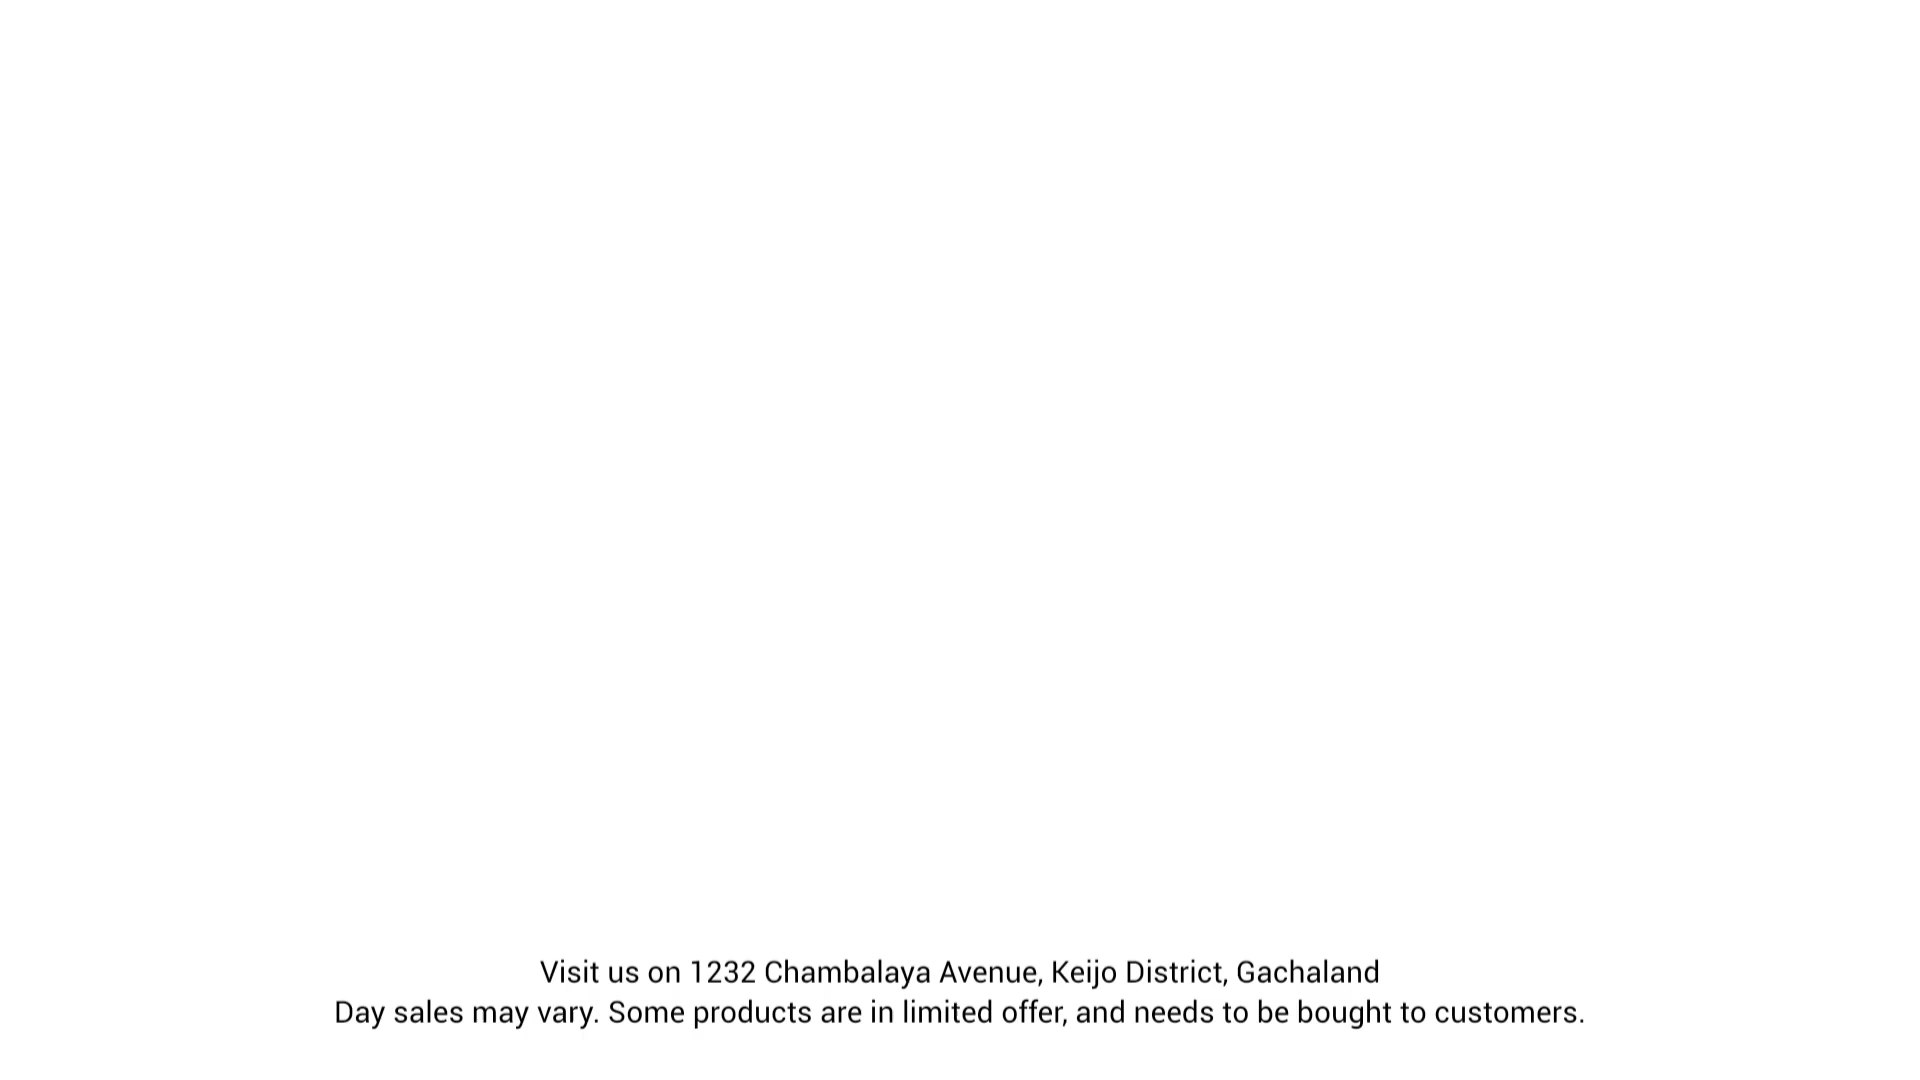 Visit us on 1232 Chambalaya Avenue, Keijo District, Gachaland
Day sales may vary. Some products are in limited offer, and needs to be bought to customers.